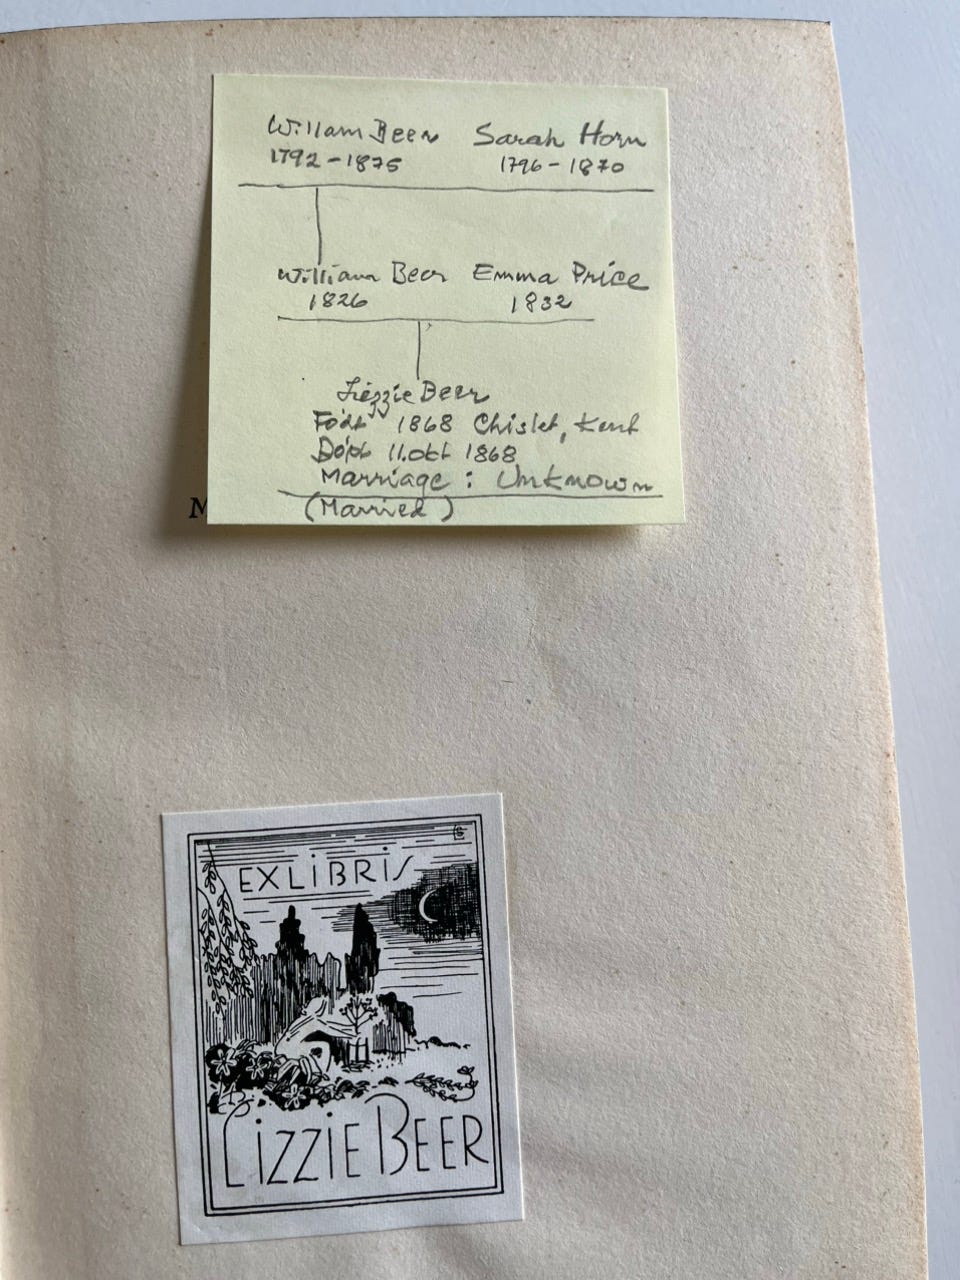 William Beer Sarah Horn
1792-1875 1796-1870
William Beer Emma Price
1826 1832
Lizzie Beer
Födt 1868 Chislet, Kent
Döpt 11.okt 1868
Marriage: Unknown
(Married)
M
EXLiBRiS
LiZZiE BEER